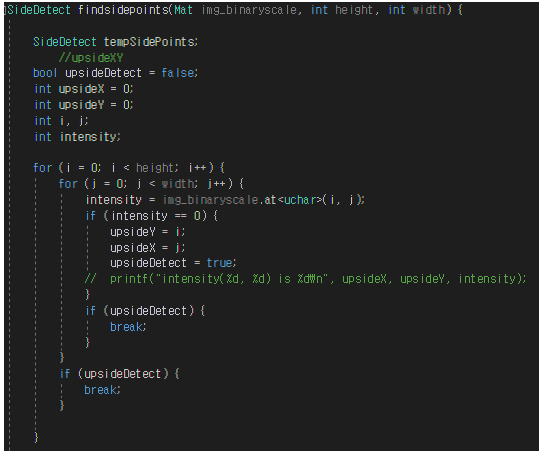 SideDetect findsidepoints(Mat img_binaryscale, int height, int width) {
SideDetect tempSidePoints;
//upsideXY
bool upsideDetect = false;
int upsideX = 0;
int upsideY = 0;
int i, j;
int intensity;
for (i = 0; i < height; i++) {
for (j = 0; j < width; j++) {
intensity = img_binaryscale.at<uchar>(i, j);
if (intensity == 0) {
upsideY = i;
upsideX = j;
upsideDetect = true;
// printf("intensity(%d, %d) is %d₩n", upsideX, upsideY, intensity);
}
if (upsideDetect) {
break;
}
}
if (upsideDetect) {
break;
}
}